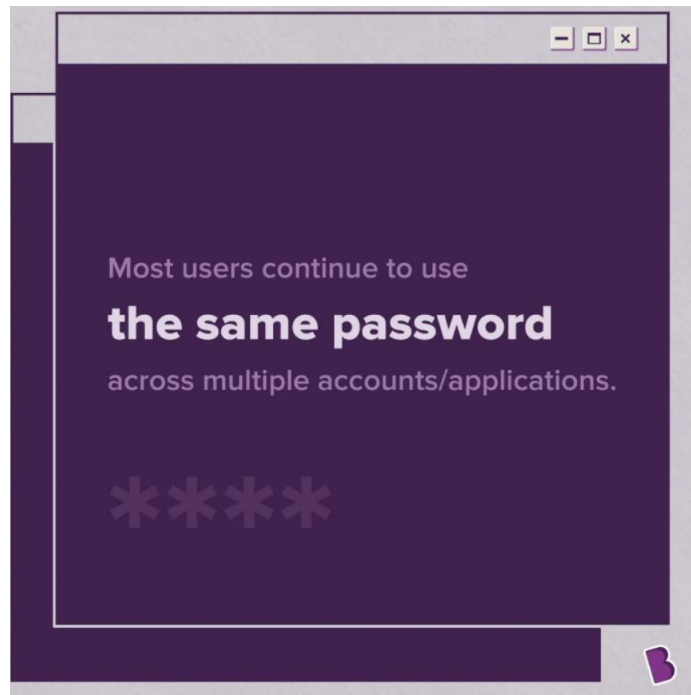 Most users continue to use
the same password
across multiple accounts/applications.
****
B